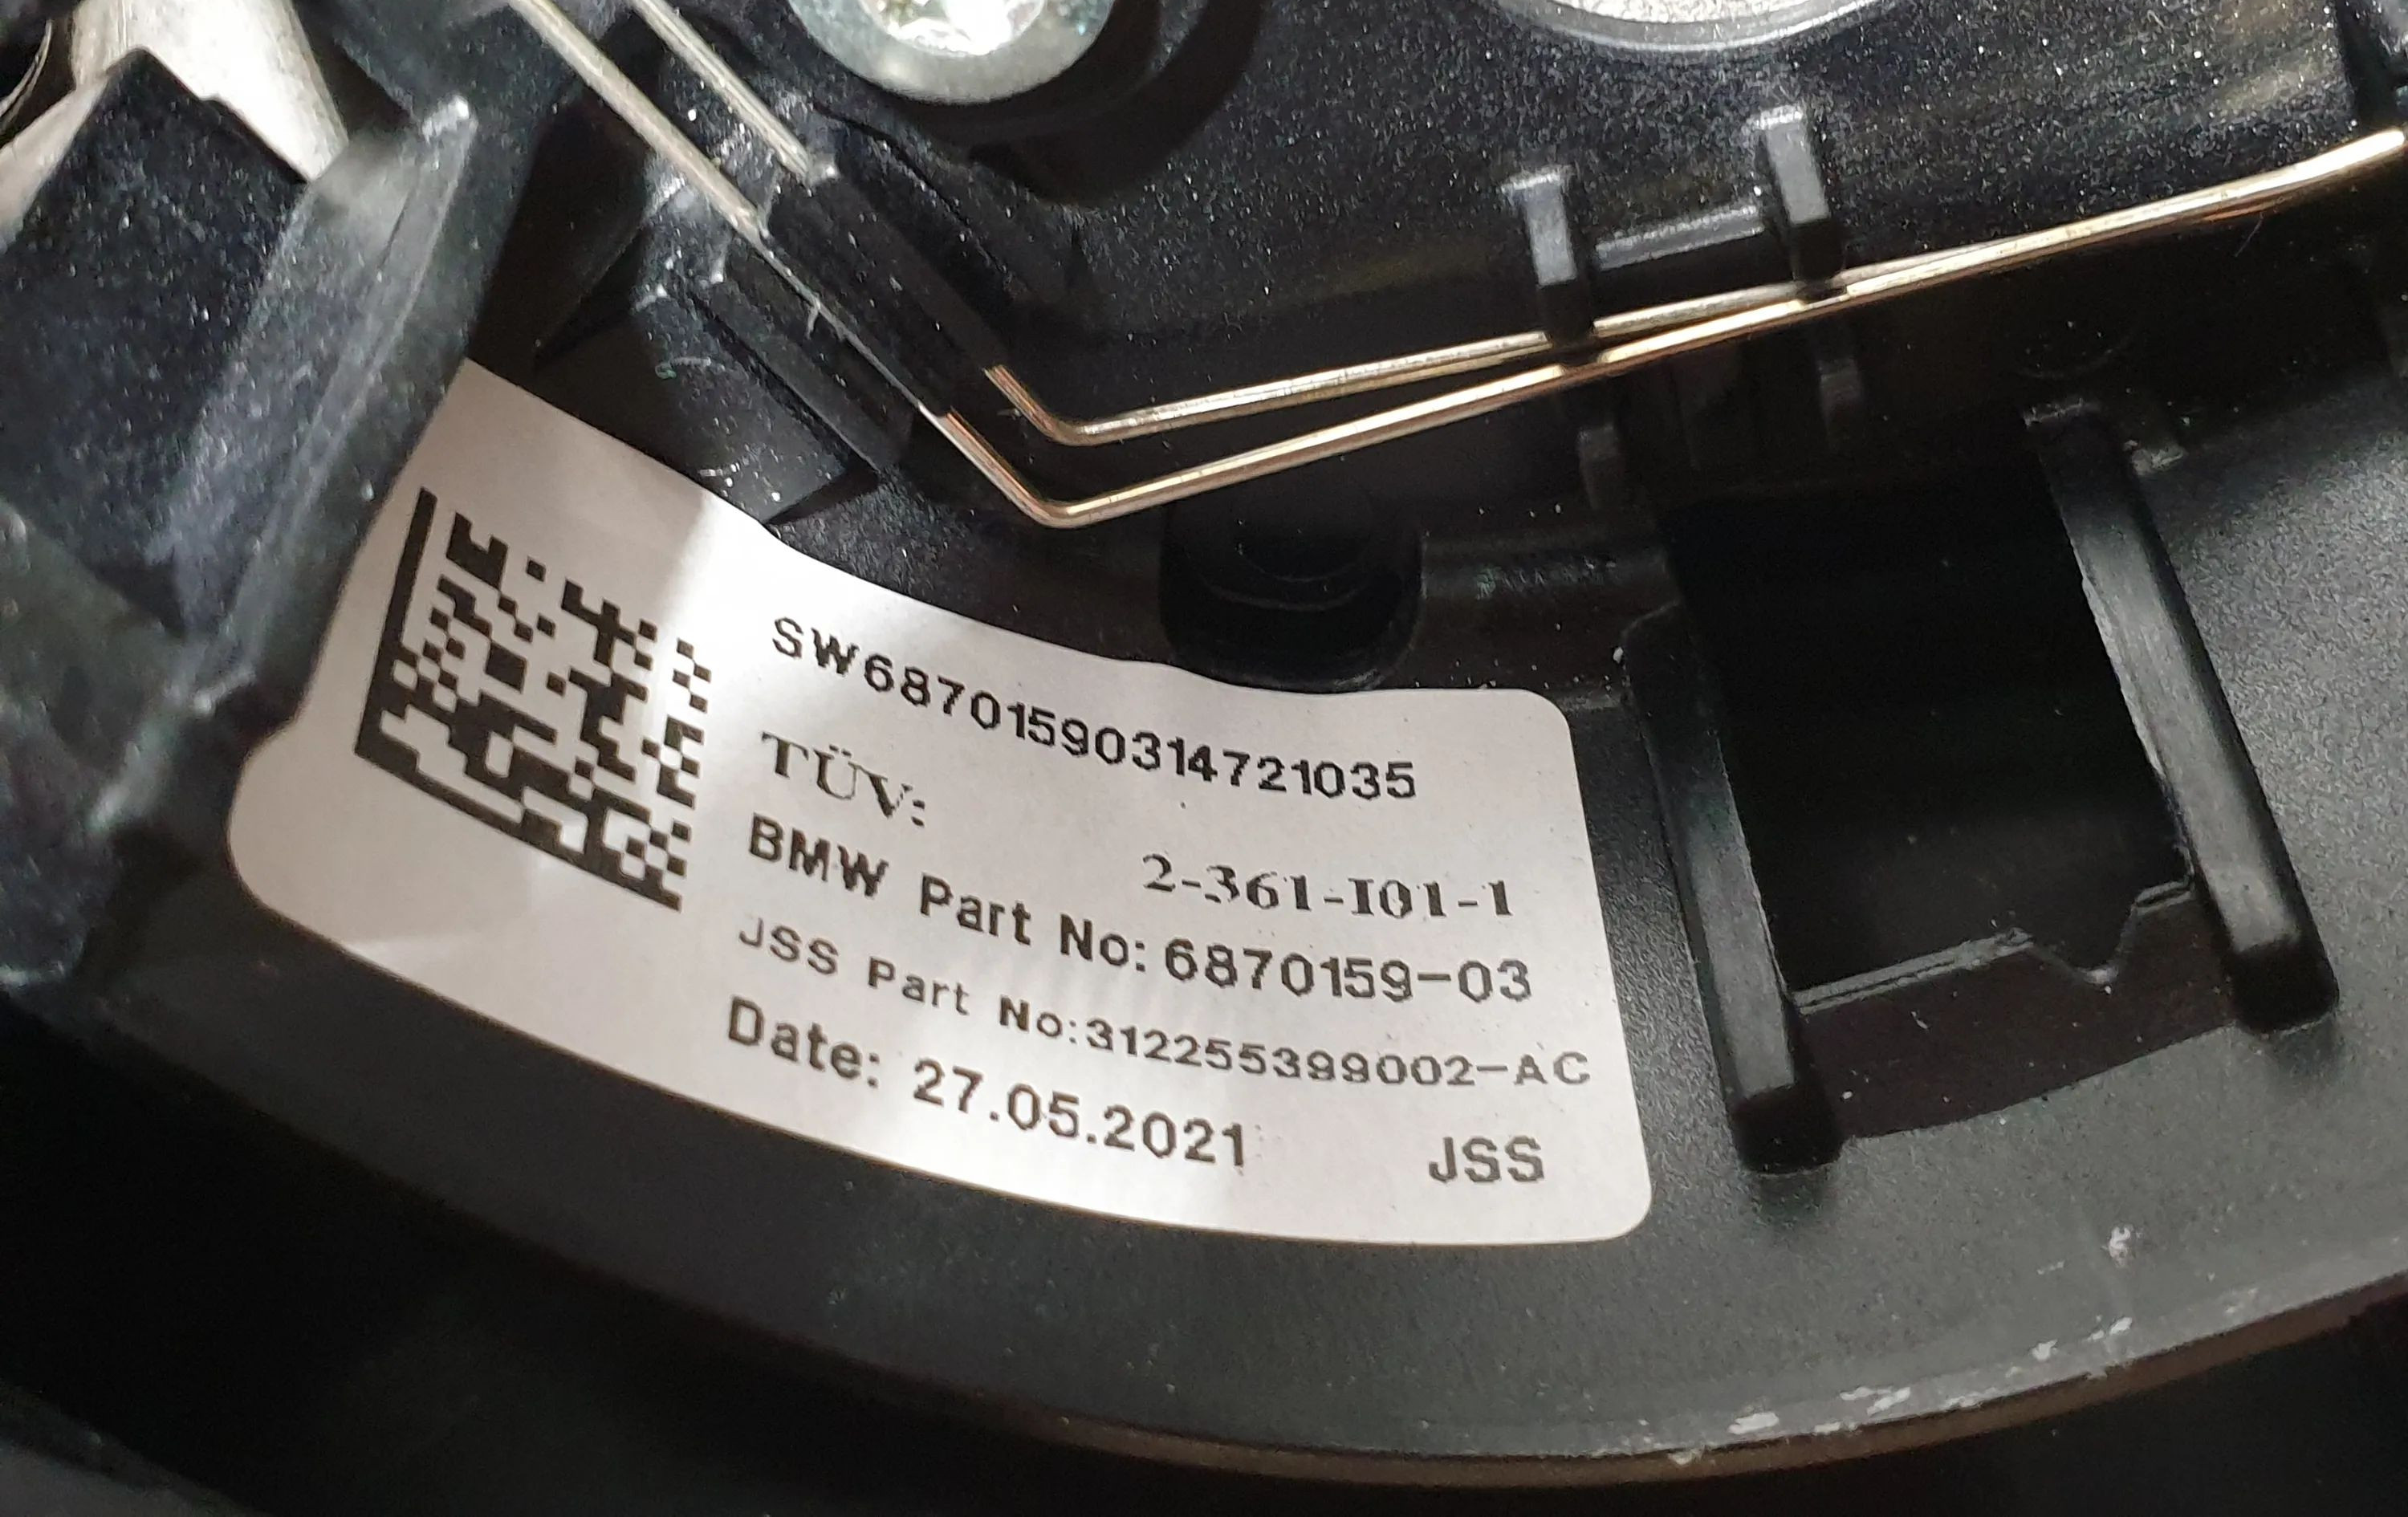 SW68701590314721035
TÜV:
2-361-I01-1
BMW Part No: 6870159-03
JSS Part No:312255399002-AC
Date: 27.05.2021
JSS